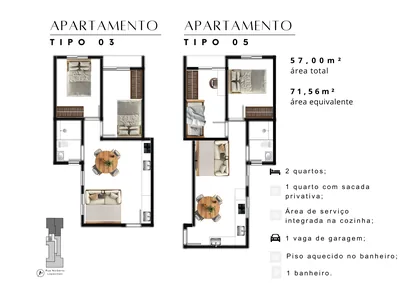 APARTAMENTO
TIPO 03
APARTAMENTO
TIPO 05
57,00m²
área total
71,56m²
área equivalente
2 quartos;
1 quarto com sacada
privativa;
Área de serviço
integrada na cozinha;
1 vaga de garagem;
Piso aquecido no banheiro;
1 banheiro.